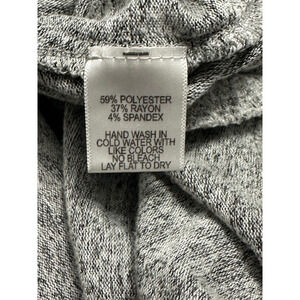 59% POLYESTER
37% RAYON
4% SPANDEX
HAND WASH IN
COLD WATER WITH
LIKE COLORS
NO BLEACH
LAY FLAT TO DRY